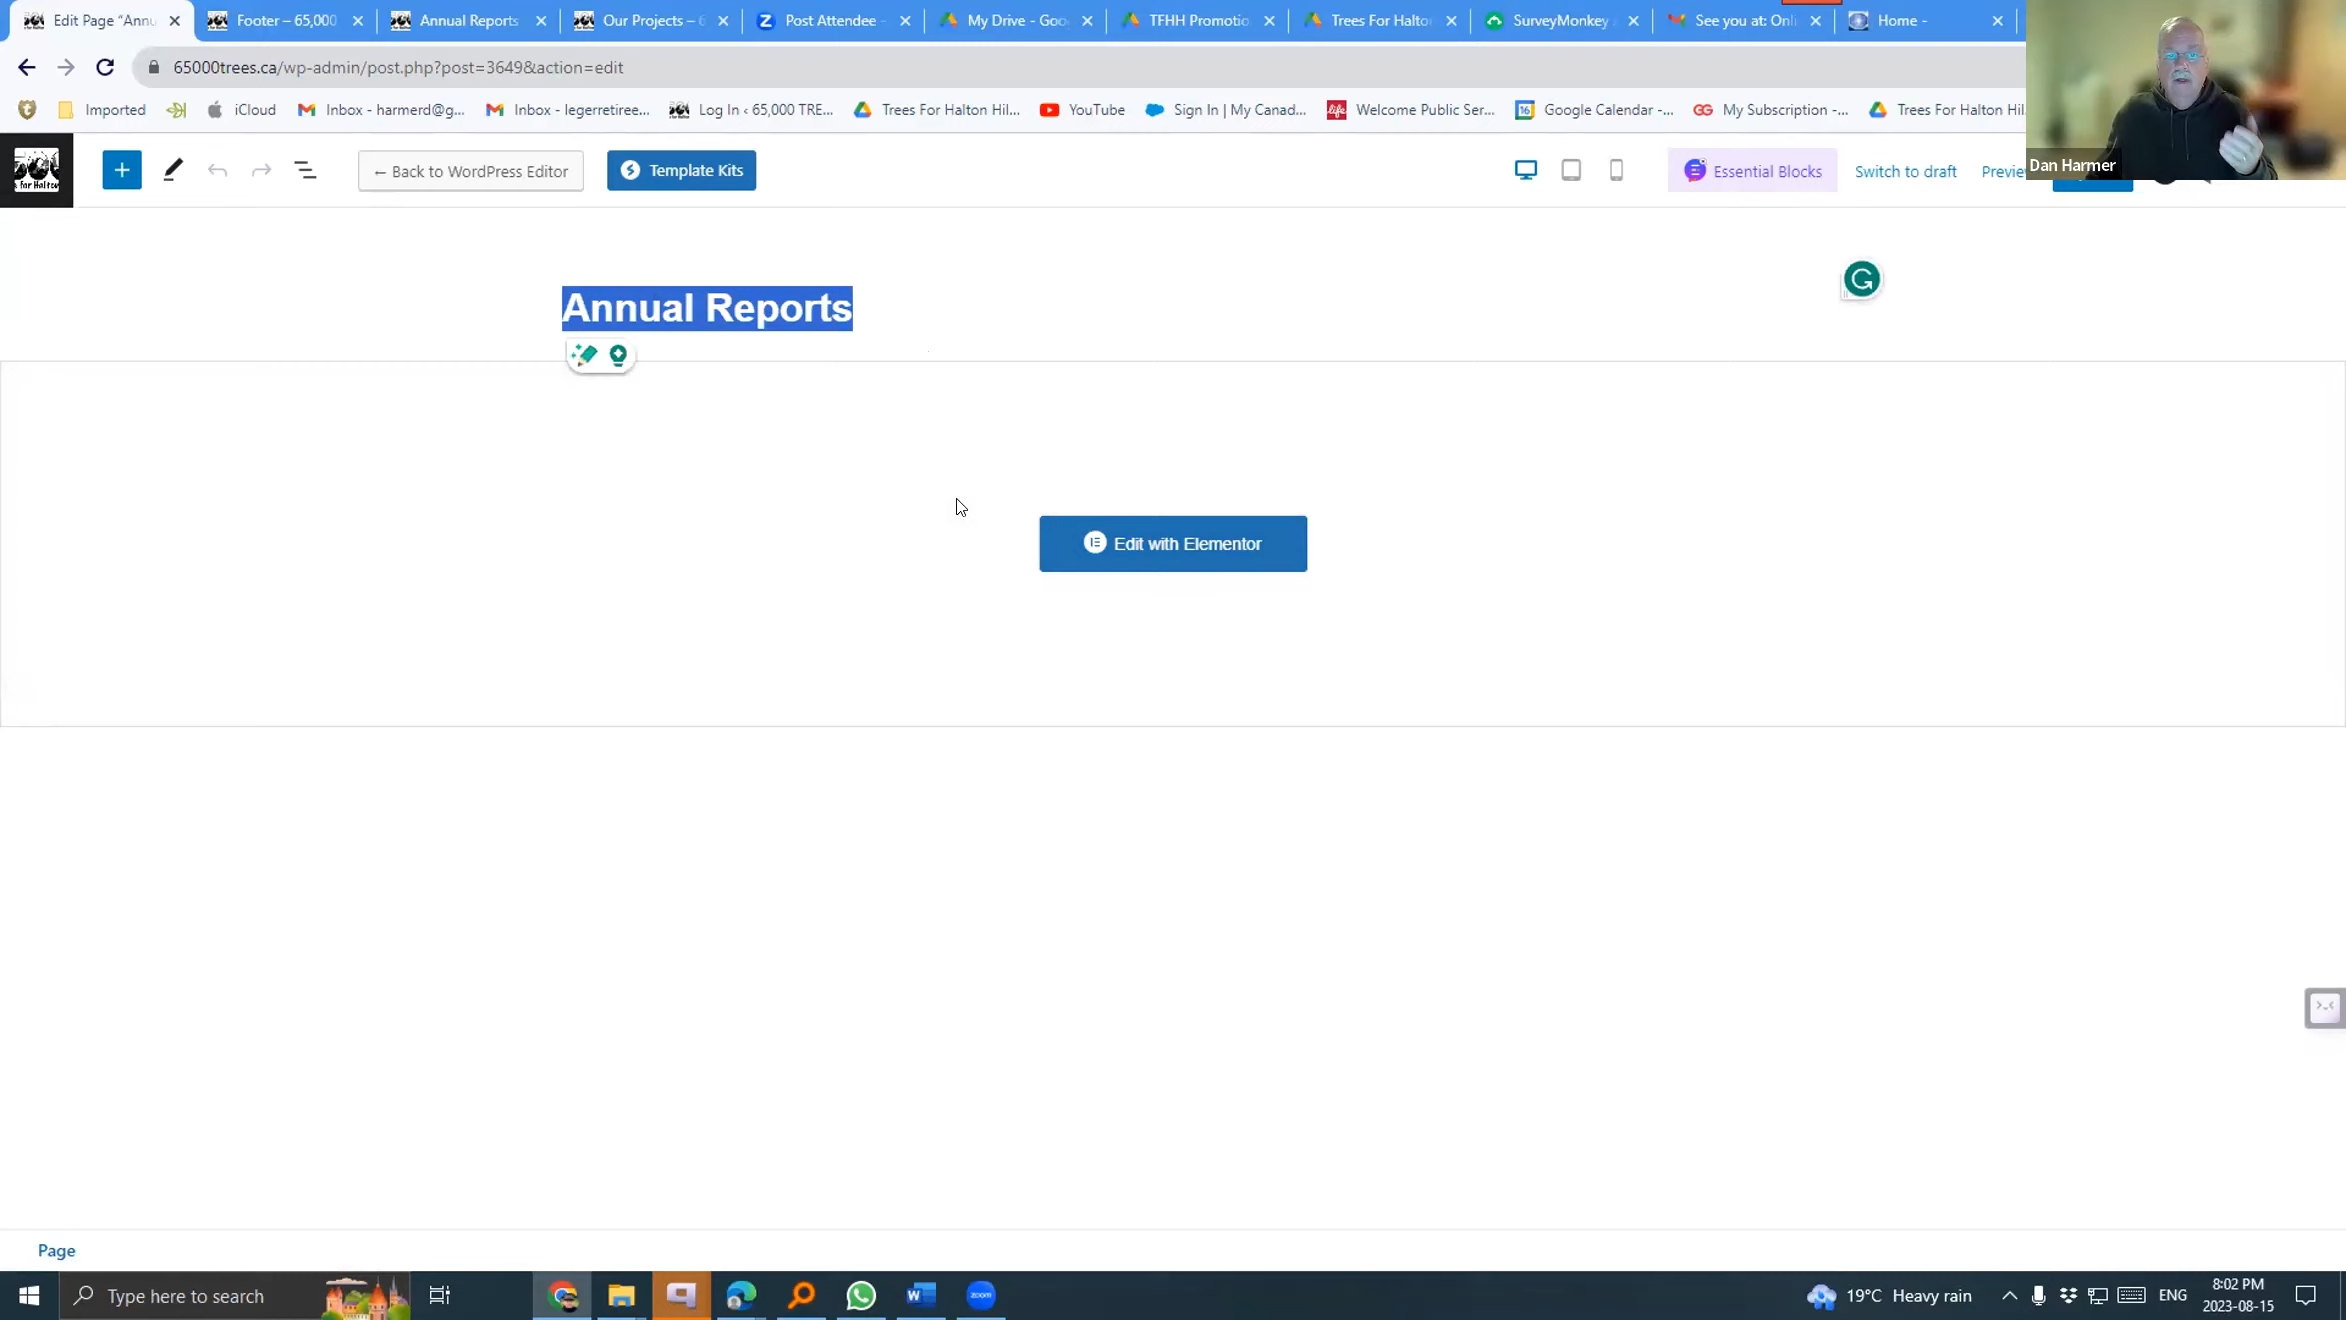 Edit Page “Annu
Footer – 65,000
Annual Reports
Our Projects – 6
Post Attendee -
My Drive - Goo
TFHH Promotio
Trees For Halto
SurveyMonkey
See you at: Onli
Home -
65000trees.ca/wp-admin/post.php?post=3649&action=edit
Imported
iCloud
Inbox - harmerd@g...
Inbox - legerretiree...
Log In ‹ 65,000 TRE...
Trees For Halton Hil...
YouTube
Sign In | My Canad...
Welcome Public Ser...
Google Calendar -...
My Subscription -...
Trees For Halton Hil
Dan Harmer
← Back to WordPress Editor
Template Kits
Essential Blocks
Switch to draft
Previe
Annual Reports
Edit with Elementor
Page
Type here to search
19°C Heavy rain
ENG
8:02 PM
2023-08-15